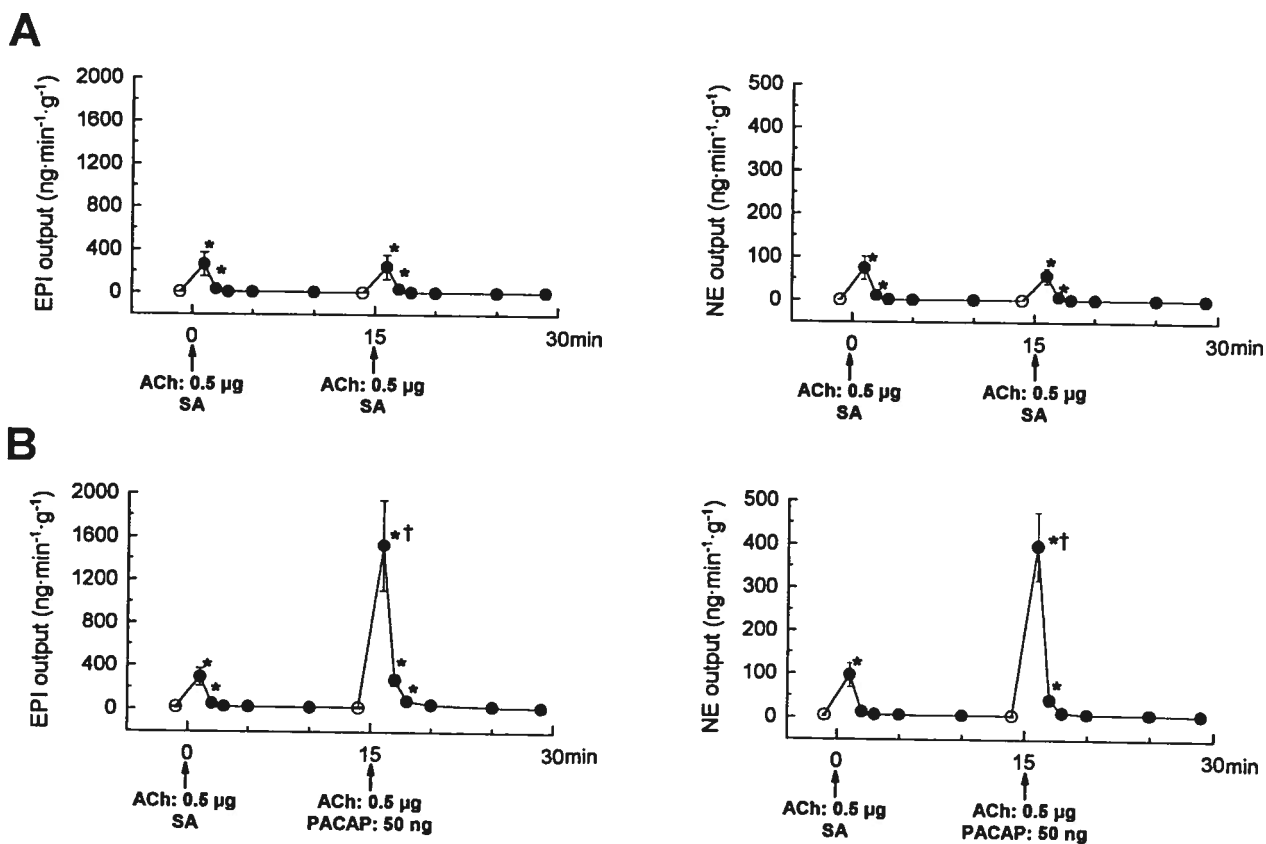 A
EPI output (ng·min⁻¹·g⁻¹)
2000
1600
1200
800
400
0
*
*
*
*
0
15
30min
ACh: 0.5 µg
SA
ACh: 0.5 µg
SA
NE output (ng·min⁻¹·g⁻¹)
500
400
300
200
100
0
*
*
*
*
0
15
30min
ACh: 0.5 µg
SA
ACh: 0.5 µg
SA
B
EPI output (ng·min⁻¹·g⁻¹)
2000
1600
1200
800
400
0
*
*
*†
*
*
0
15
30min
ACh: 0.5 µg
SA
ACh: 0.5 µg
PACAP: 50 ng
NE output (ng·min⁻¹·g⁻¹)
500
400
300
200
100
0
*
*†
*
0
15
30min
ACh: 0.5 µg
SA
ACh: 0.5 µg
PACAP: 50 ng